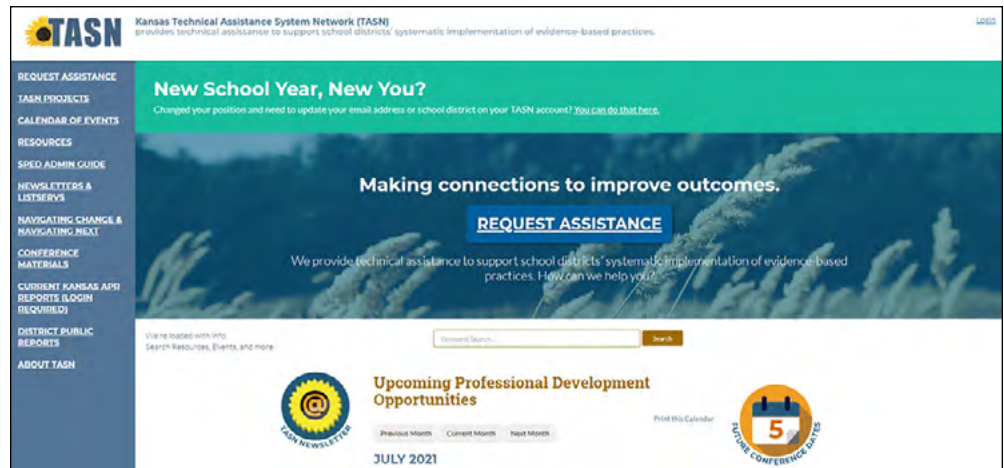 TASN
Kansas Technical Assistance System Network (TASN)
provides technical assistance to support school districts' systematic implementation of evidence-based practices.
Login
REQUEST ASSISTANCE
TASN PROJECTS
CALENDAR OF EVENTS
RESOURCES
SPED ADMIN GUIDE
NEWSLETTERS &
LISTSERVS
NAVIGATING CHANGE &
NAVIGATING NEXT
CONFERENCE
MATERIALS
CURRENT KANSAS APR
REPORTS (LOGIN
REQUIRED)
DISTRICT PUBLIC
REPORTS
ABOUT TASN
New School Year, New You?
Changed your position and need to update your email address or school district on your TASN account? You can do that here.
Making connections to improve outcomes.
REQUEST ASSISTANCE
We provide technical assistance to support school districts' systematic implementation of evidence-based
practices. How can we help you?
We're loaded with info.
Search Resources, Events, and more.
Keyword Search...
Search
@
TASN NEWSLETTER
Upcoming Professional Development
Opportunities
Print this Calendar
Previous Month
Current Month
Next Month
JULY 2021
5
FUTURE CONFERENCE DATES